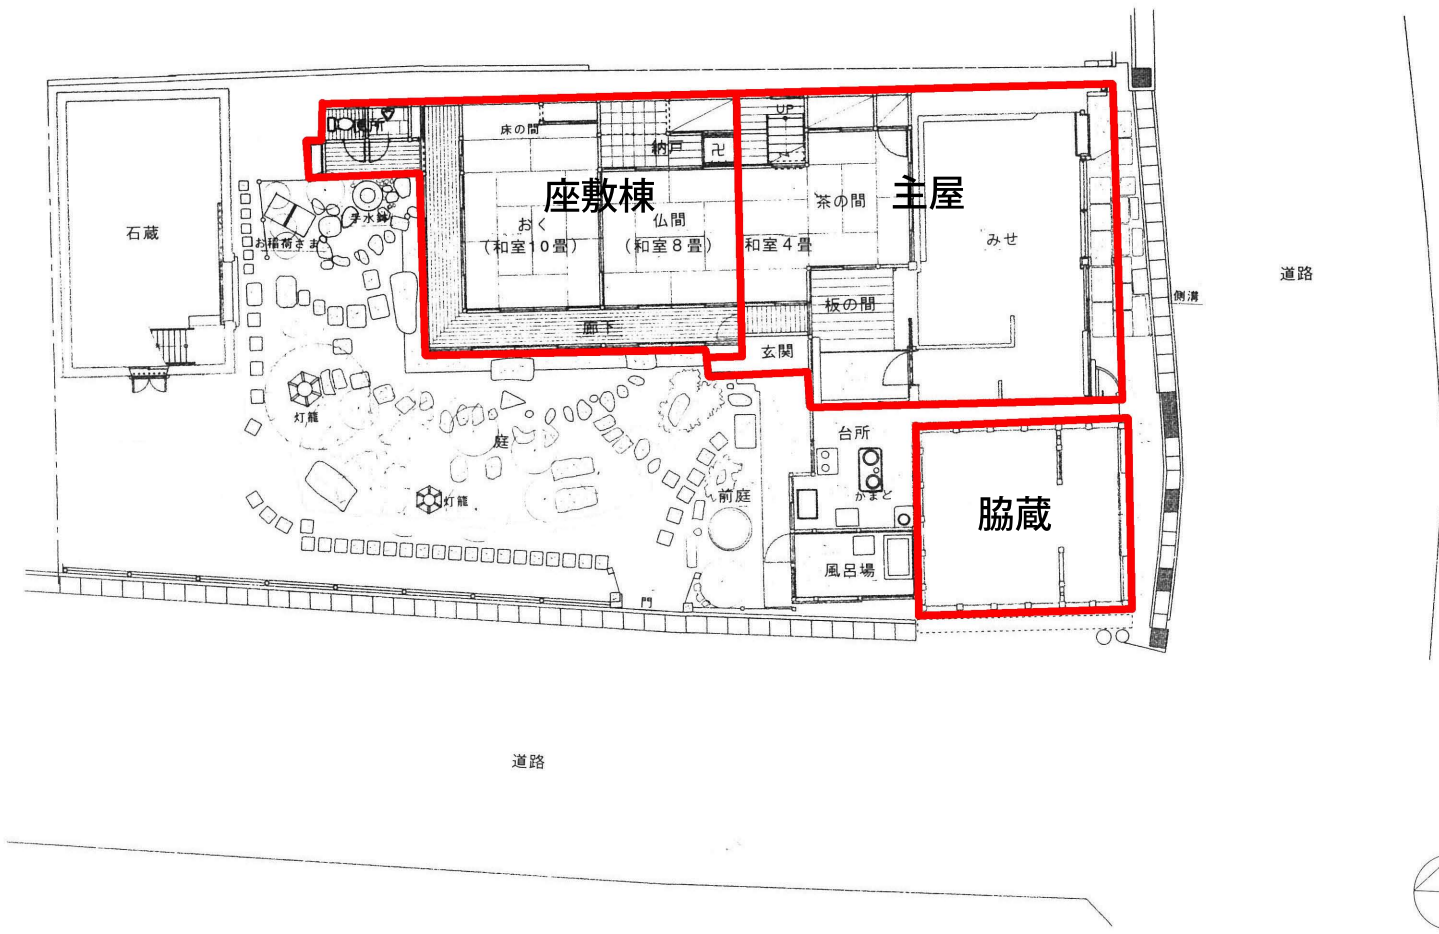 便所
床の間
納戸
卍
UP
座敷棟
主屋
おく
(和室10畳)
仏間
(和室8畳)
茶の間
和室4畳
みせ
石蔵
手水鉢
お稲荷さま
板の間
廊下
玄関
道路
側溝
灯籠
庭
灯籠
前庭
台所
かまど
脇蔵
風呂場
門
道路